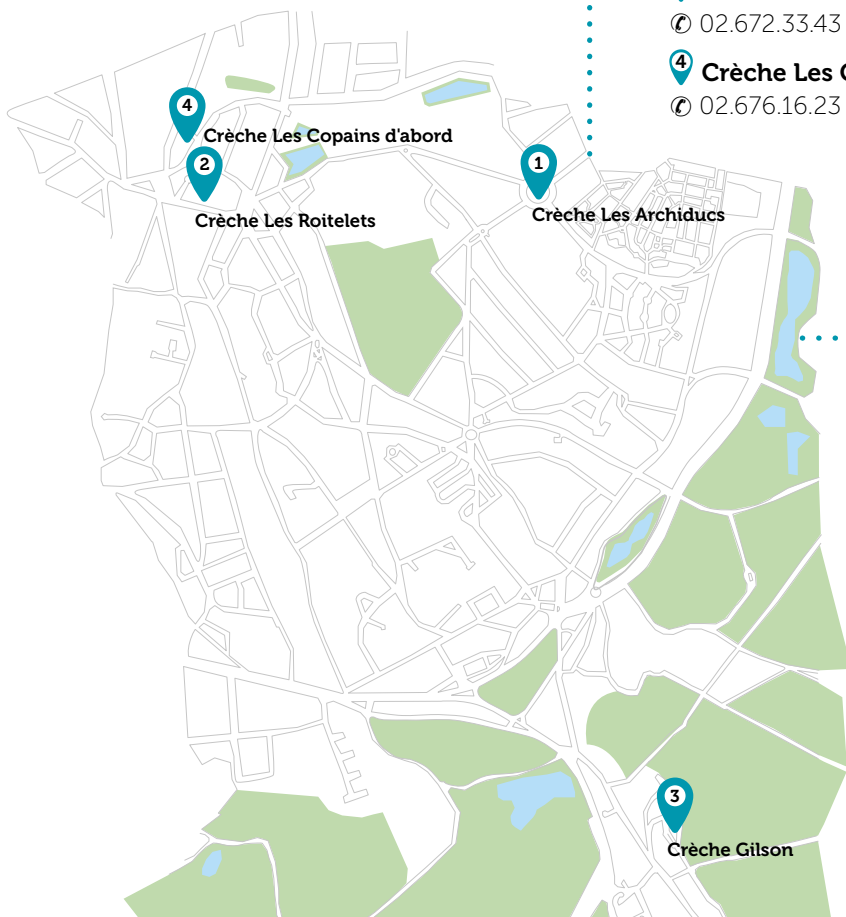 02.672.33.43
4 Crèche Les
02.676.16.23
4
Crèche Les Copains d'abord
2
Crèche Les Roitelets
1
Crèche Les Archiducs
3
Crèche Gilson